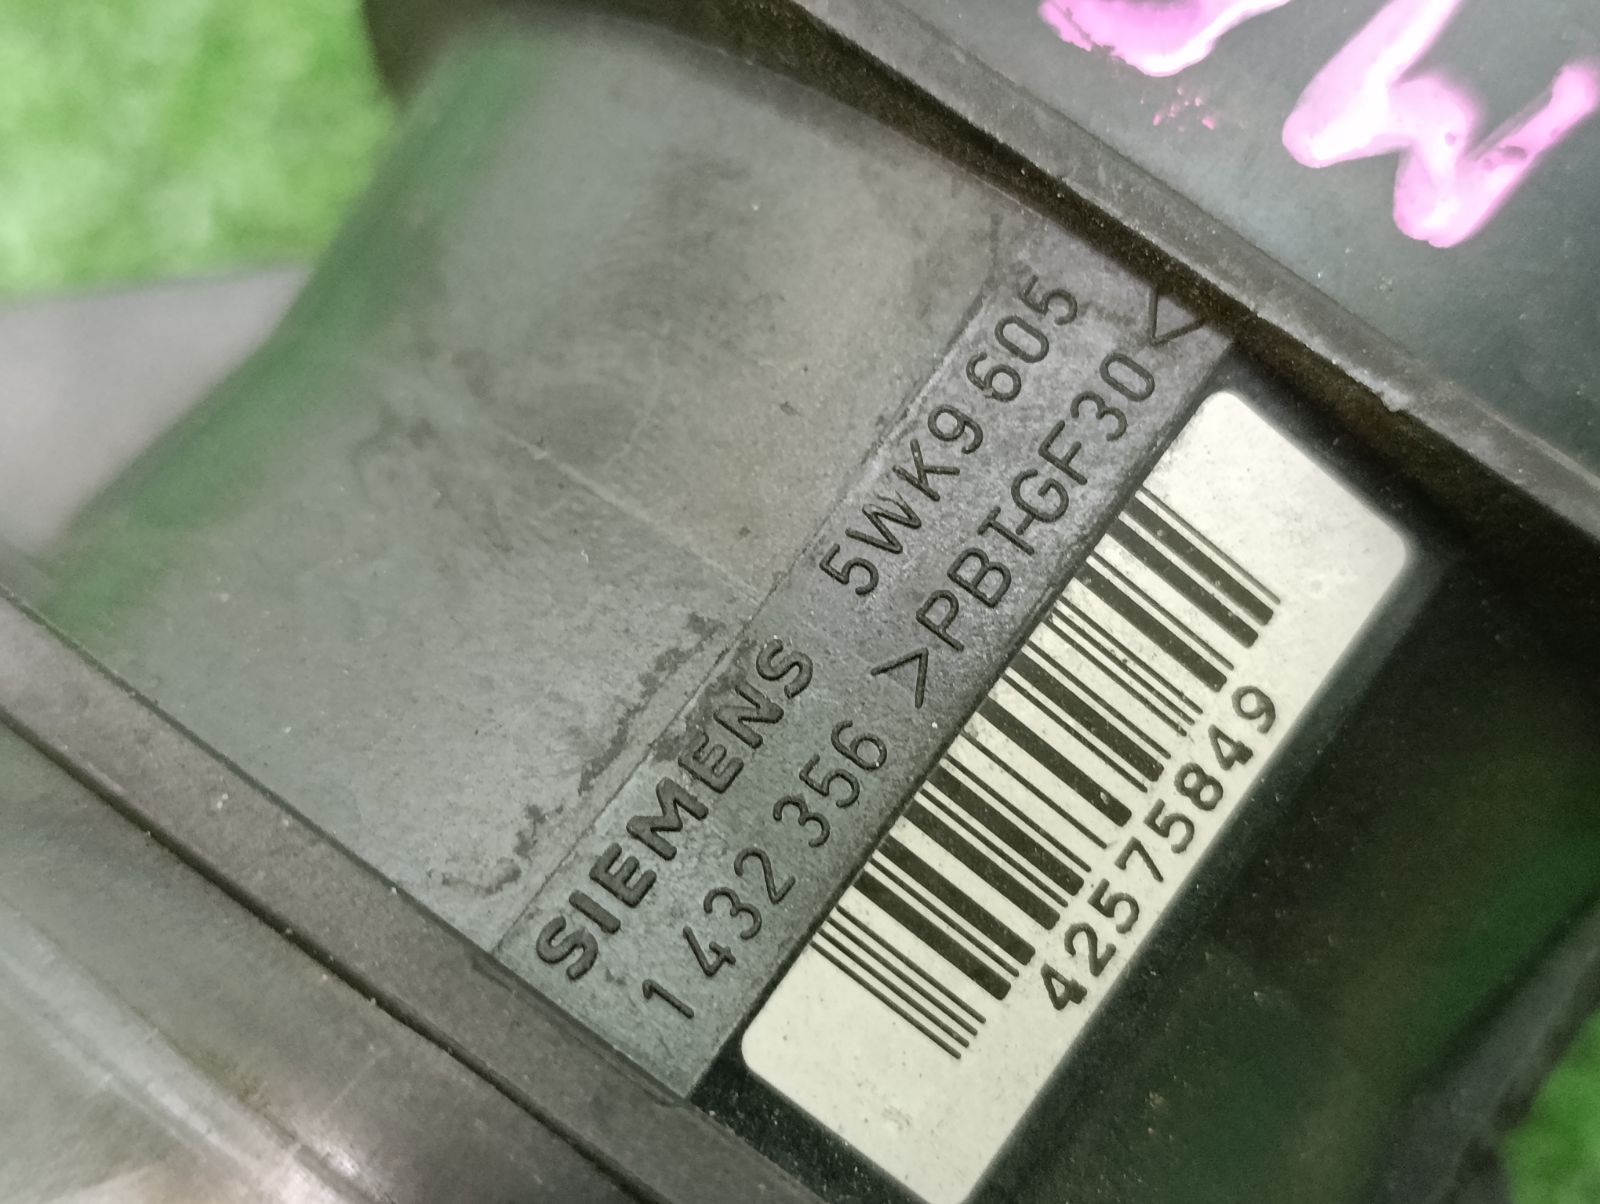 SIEMENS 5WK9 605
1 432 356 >PBT-GF30<
42575849